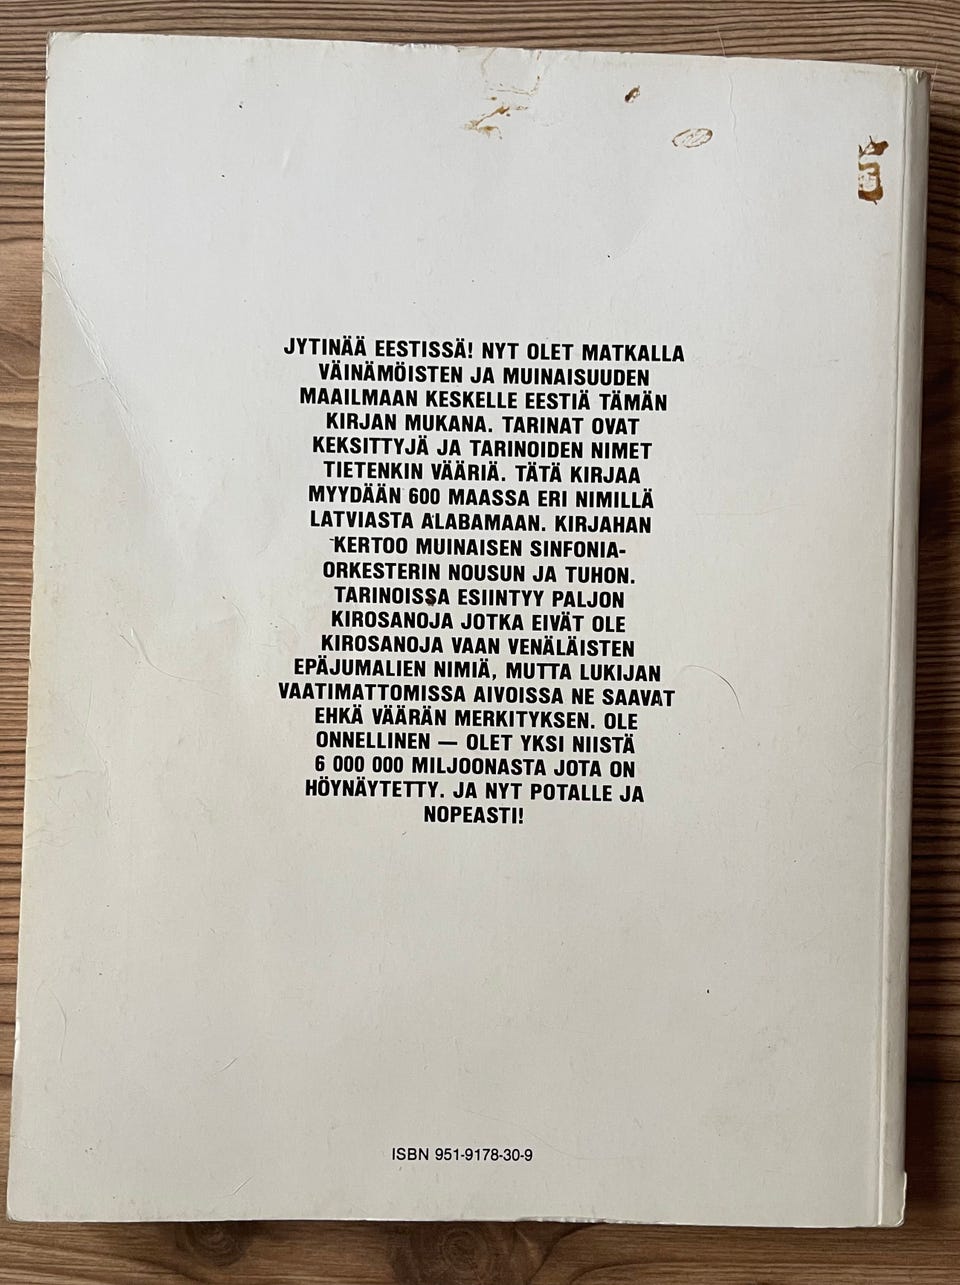 JYTINÄÄ EESTISSÄ! NYT OLET MATKALLA
VÄINÄMÖISTEN JA MUINAISUUDEN
MAAILMAAN KESKELLE EESTIÄ TÄMÄN
KIRJAN MUKANA. TARINAT OVAT
KEKSITTYJÄ JA TARINOIDEN NIMET
TIETENKIN VÄÄRIÄ. TÄTÄ KIRJAA
MYYDÄÄN 600 MAASSA ERI NIMILLÄ
LATVIASTA ALABAMAAN. KIRJAHAN
KERTOO MUINAISEN SINFONIA-
ORKESTERIN NOUSUN JA TUHON.
TARINOISSA ESIINTYY PALJON
KIROSANOJA JOTKA EIVÄT OLE
KIROSANOJA VAAN VENÄLÄISTEN
EPÄJUMALIEN NIMIÄ, MUTTA LUKIJAN
VAATIMATTOMISSA AIVOISSA NE SAAVAT
EHKÄ VÄÄRÄN MERKITYKSEN. OLE
ONNELLINEN — OLET YKSI NIISTÄ
6 000 000 MILJOONASTA JOTA ON
HÖYNÄYTETTY. JA NYT POTALLE JA
NOPEASTI!
ISBN 951-9178-30-9